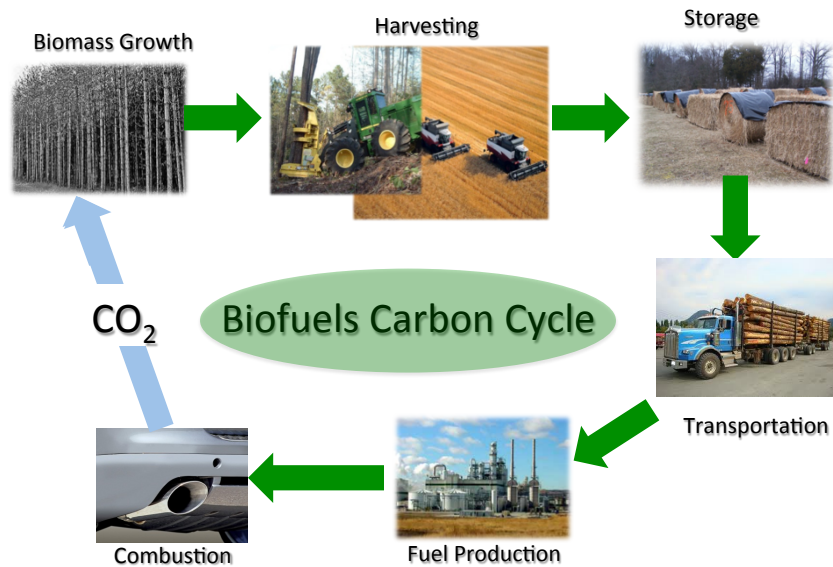 Biomass Growth
Harvesting
Storage
CO₂
Biofuels Carbon Cycle
Transportation
Combustion
Fuel Production